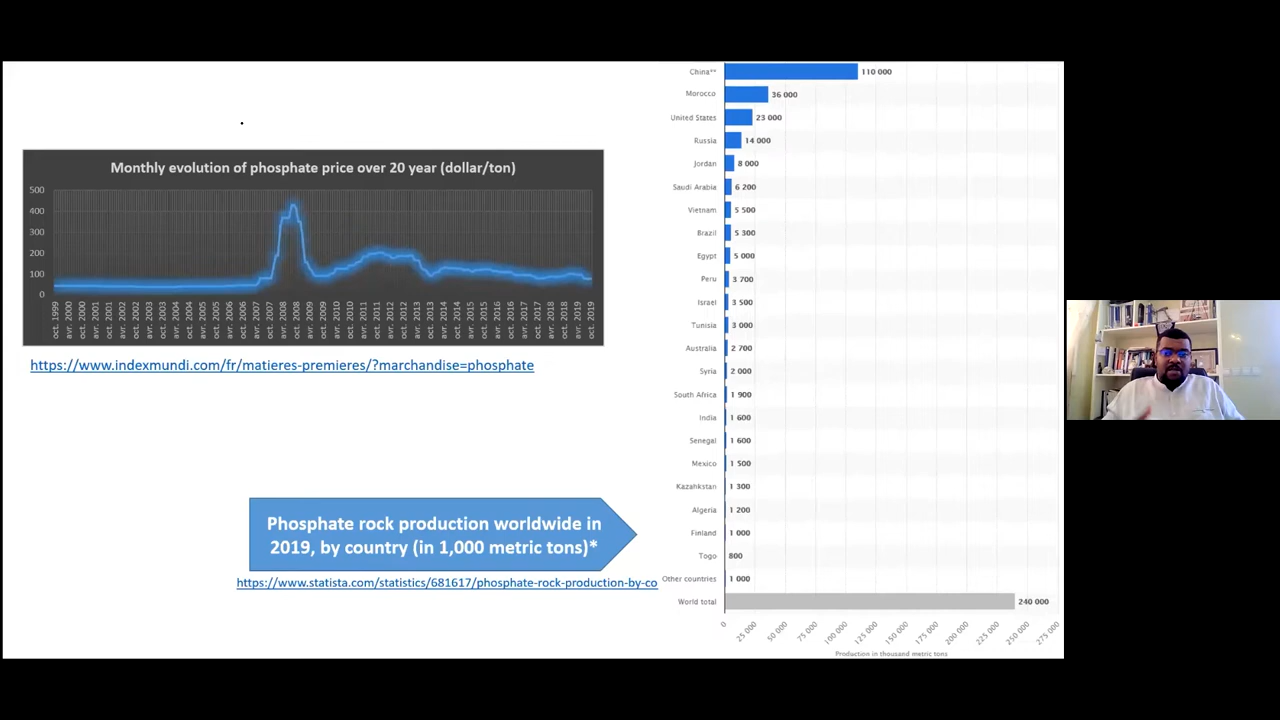 Monthly evolution of phosphate price over 20 year (dollar/ton)
500
400
300
200
100
0
oct. 1999
avr. 2000
oct. 2000
avr. 2001
oct. 2001
avr. 2002
oct. 2002
avr. 2003
oct. 2003
avr. 2004
oct. 2004
avr. 2005
oct. 2005
avr. 2006
oct. 2006
avr. 2007
oct. 2007
avr. 2008
oct. 2008
avr. 2009
oct. 2009
avr. 2010
oct. 2010
avr. 2011
oct. 2011
avr. 2012
oct. 2012
avr. 2013
oct. 2013
avr. 2014
oct. 2014
avr. 2015
oct. 2015
avr. 2016
oct. 2016
avr. 2017
oct. 2017
avr. 2018
oct. 2018
avr. 2019
oct. 2019
https://www.indexmundi.com/fr/matieres-premieres/?marchandise=phosphate
Phosphate rock production worldwide in
2019, by country (in 1,000 metric tons)*
https://www.statista.com/statistics/681617/phosphate-rock-production-by-co
China** 110 000
Morocco 36 000
United States 23 000
Russia 14 000
Jordan 8 000
Saudi Arabia 6 200
Vietnam 5 500
Brazil 5 300
Egypt 5 000
Peru 3 700
Israel 3 500
Tunisia 3 000
Australia 2 700
Syria 2 000
South Africa 1 900
India 1 600
Senegal 1 600
Mexico 1 500
Kazahkstan 1 300
Algeria 1 200
Finland 1 000
Togo 800
Other countries 1 000
World total 240 000
0
25 000
50 000
75 000
100 000
125 000
150 000
175 000
200 000
225 000
250 000
275 000
Production in thousand metric tons